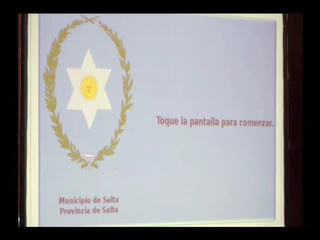 Toque la pantalla para comenzar.
Municipio de Salta
Provincia de Salta